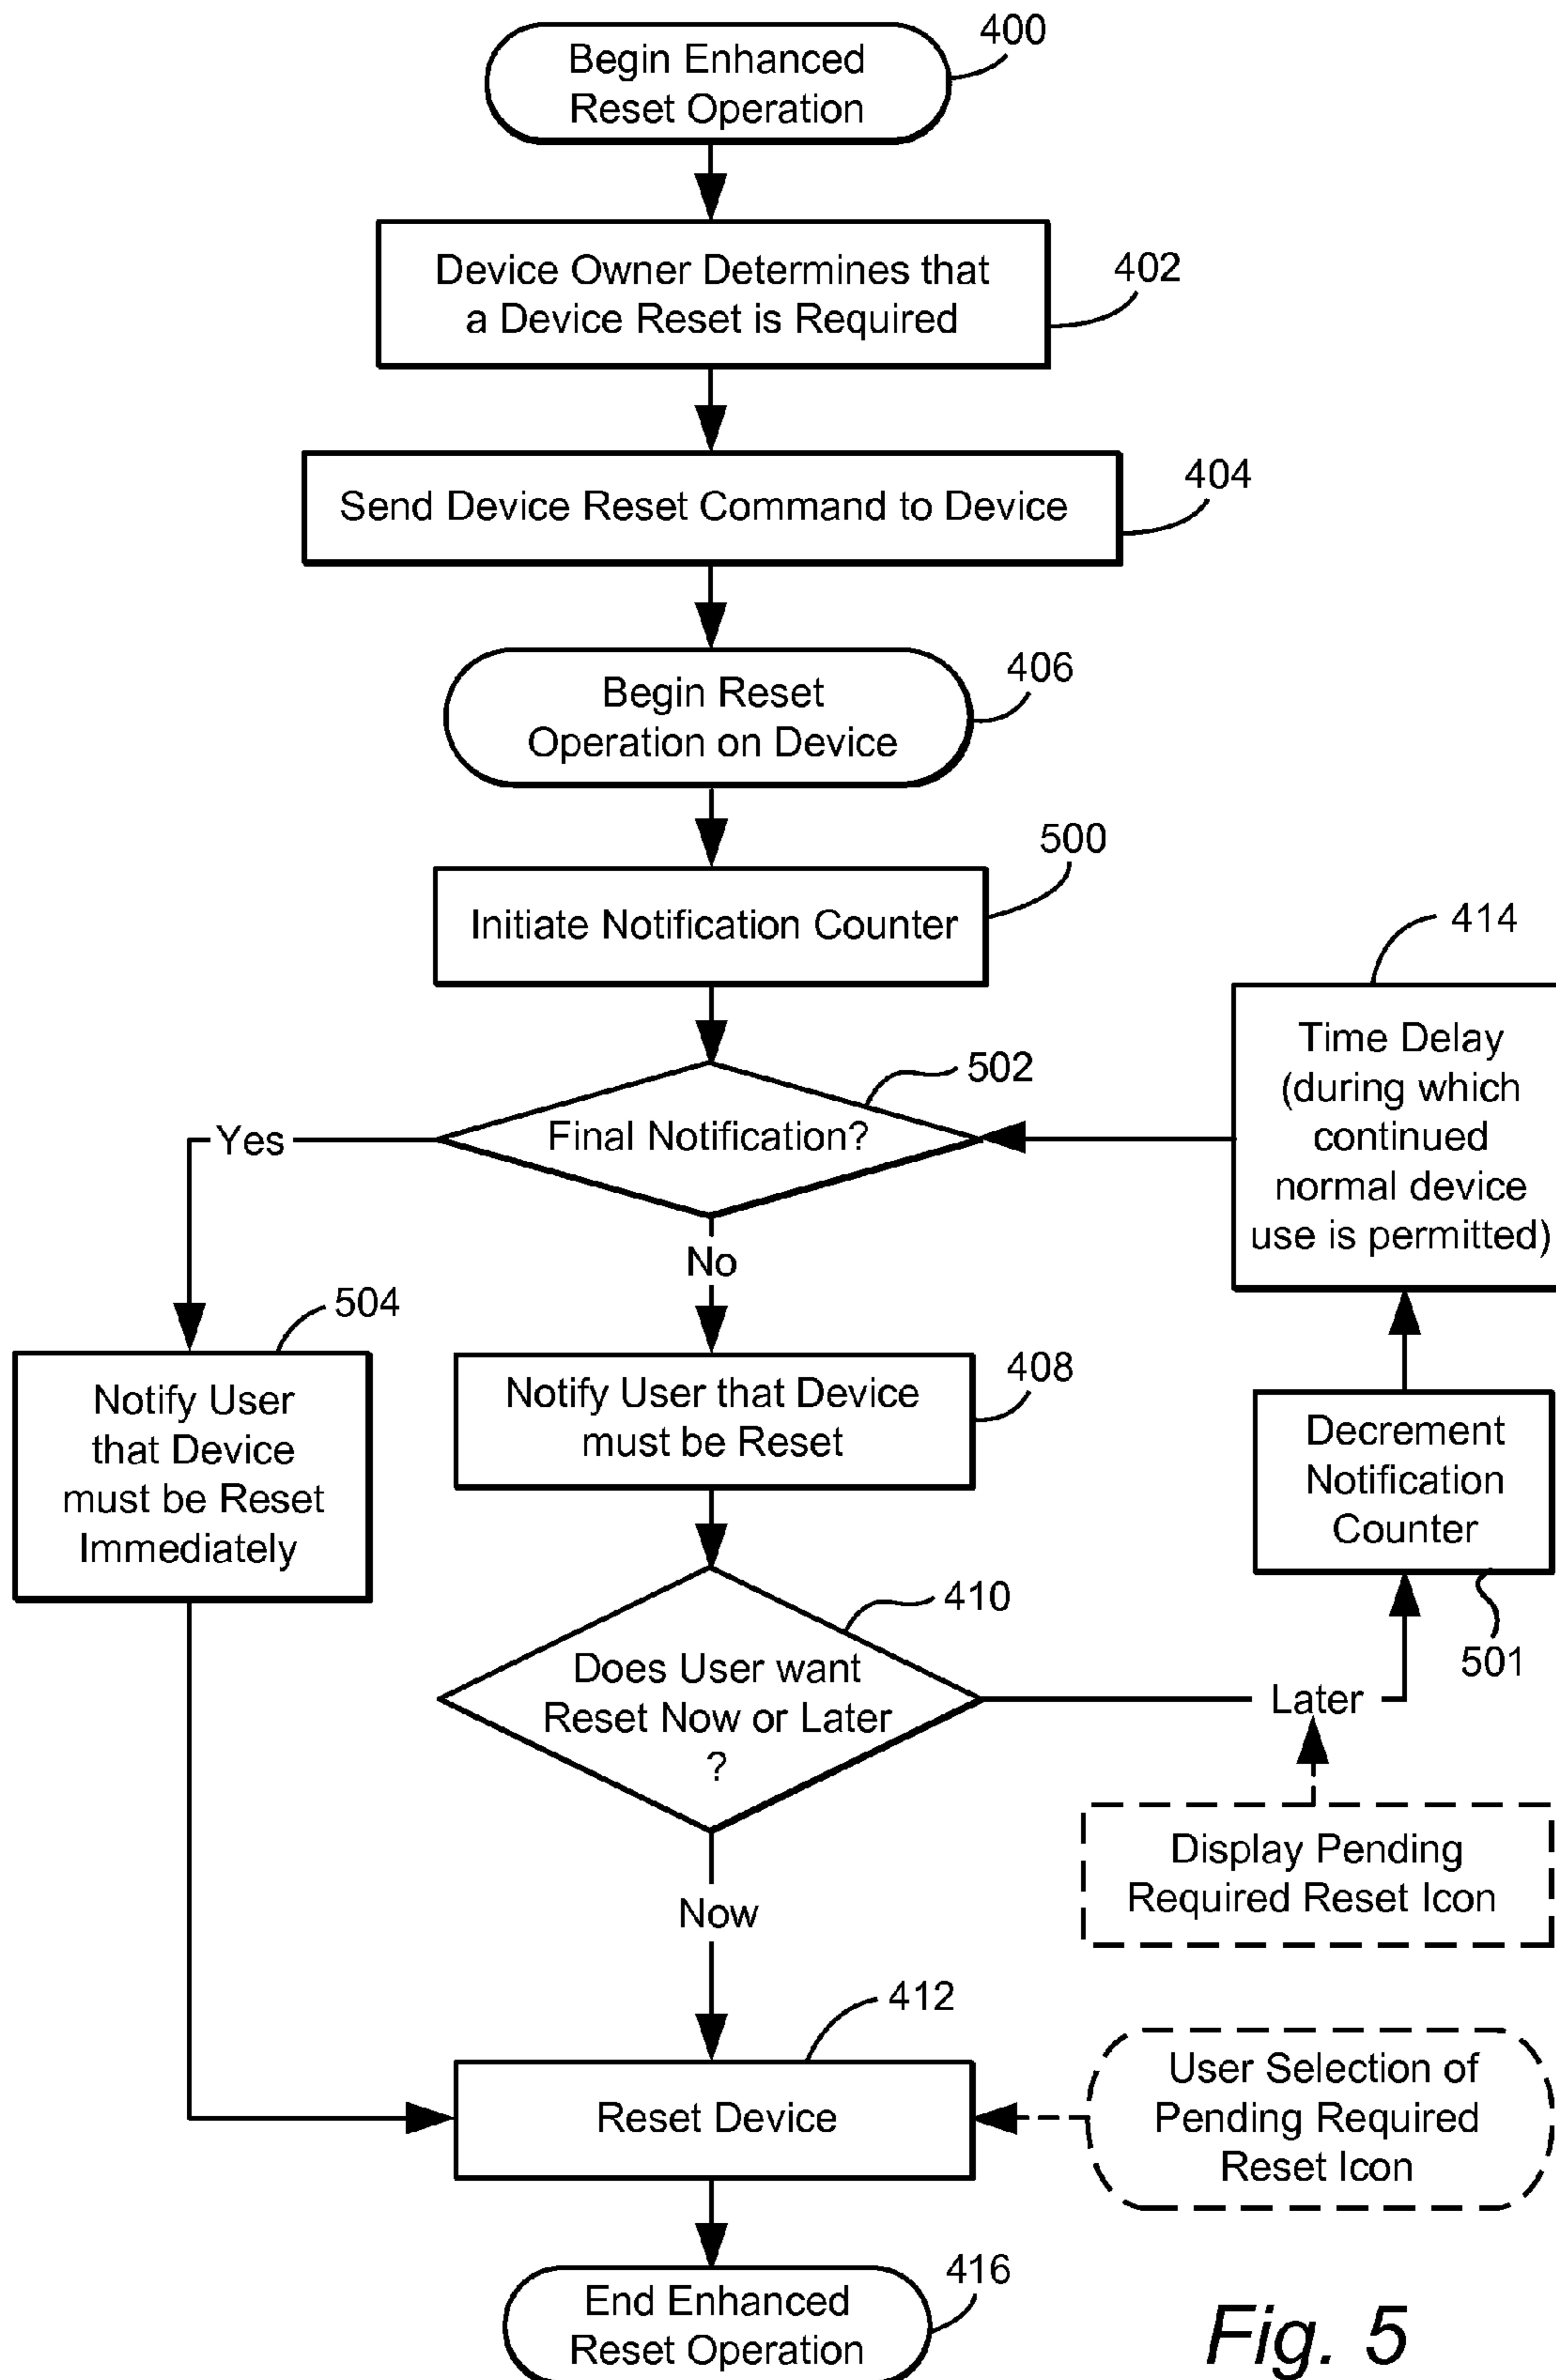 Begin Enhanced
Reset Operation
400
Device Owner Determines that
a Device Reset is Required
402
Send Device Reset Command to Device
404
Begin Reset
Operation on Device
406
Initiate Notification Counter
500
Final Notification?
502
Yes
No
Time Delay
(during which
continued
normal device
use is permitted)
414
Notify User
that Device
must be Reset
Immediately
504
Notify User that Device
must be Reset
408
Decrement
Notification
Counter
501
Does User want
Reset Now or Later
?
410
Later
Now
Display Pending
Required Reset Icon
Reset Device
412
User Selection of
Pending Required
Reset Icon
End Enhanced
Reset Operation
416
Fig. 5